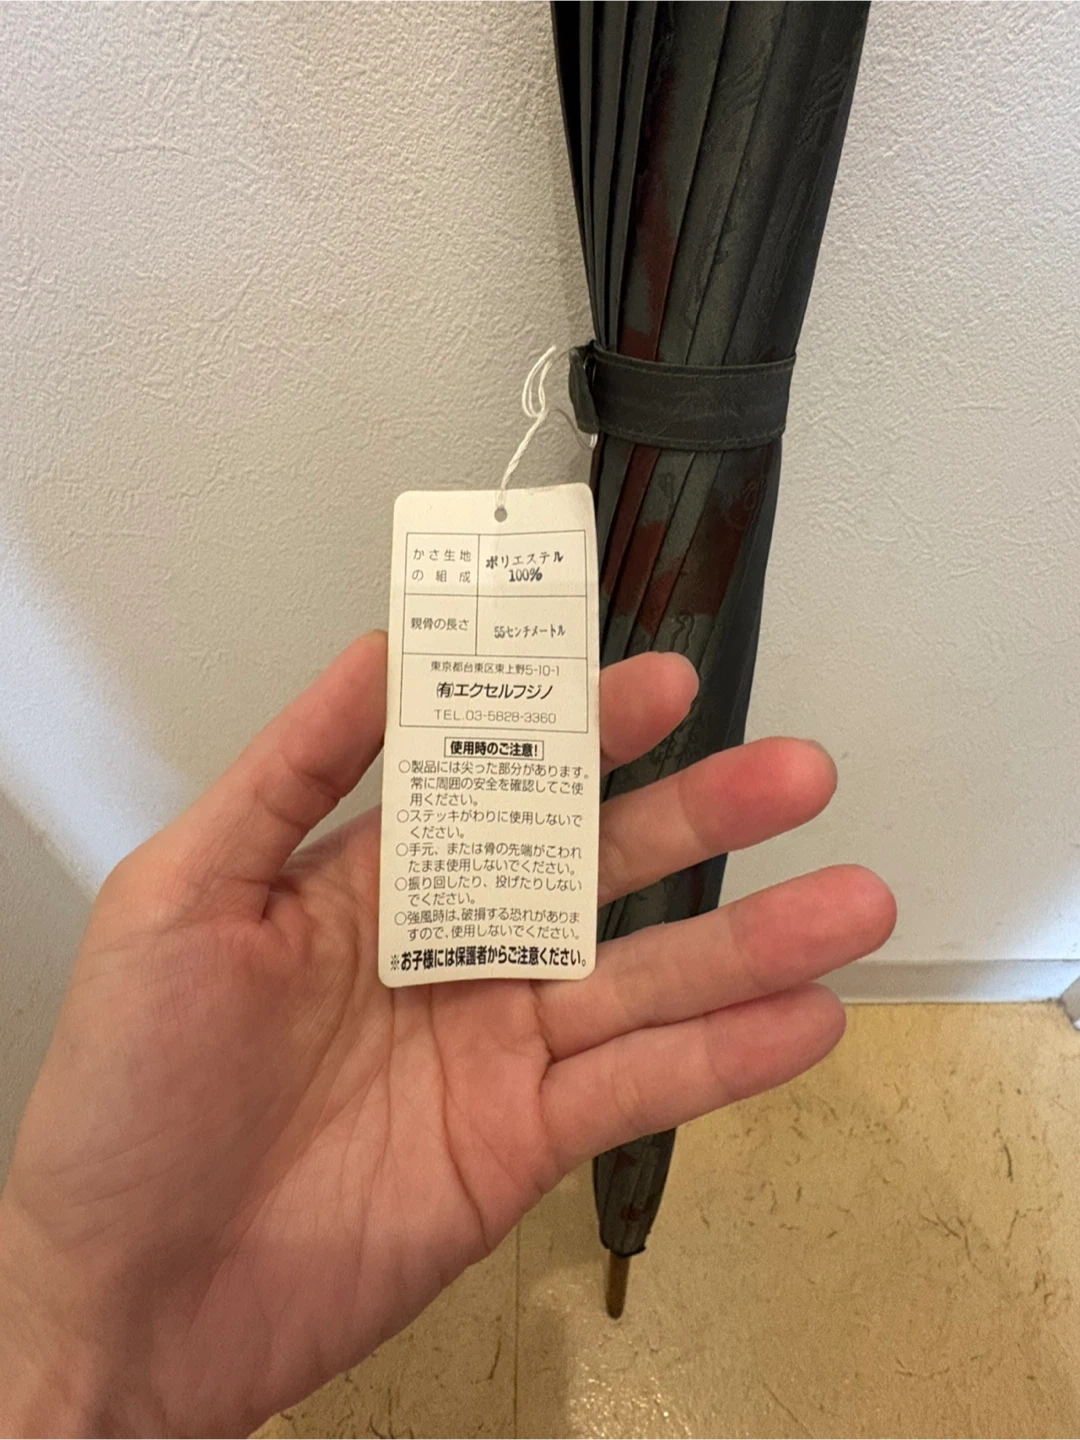 かさ生地の組成
ポリエステル
100%
親骨の長さ
55センチメートル
東京都台東区東上野5-10-1
(有)エクセルフジノ
TEL.03-5828-3360
使用時のご注意!
○製品には尖った部分があります。
常に周囲の安全を確認してご使
用ください。
○ステッキがわりに使用しないで
ください。
○手元、または骨の先端がこわれ
たまま使用しないでください。
○振り回したり、投げたりしない
でください。
○強風時は、破損する恐れがありま
すので、使用しないでください。
※お子様には保護者からご注意ください。